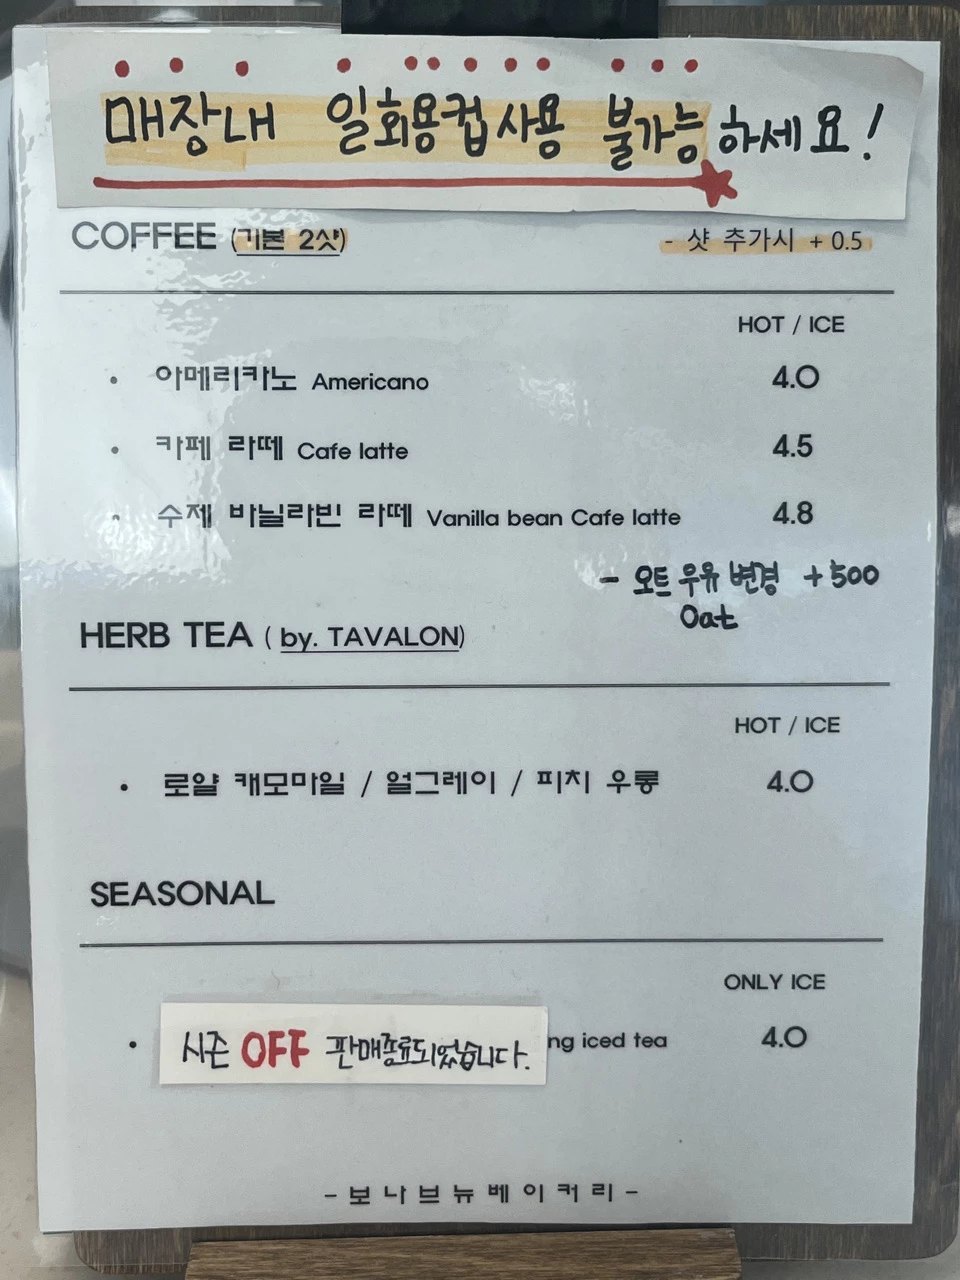 매장내 일회용컵사용 불가능하세요!
COFFEE (기본 2샷) - 샷 추가시 + 0.5
HOT / ICE
• 아메리카노 Americano 4.0
• 카페 라떼 Cafe latte 4.5
• 수제 바닐라빈 라떼 Vanilla bean Cafe latte 4.8
- 오트 우유 변경 +500
Oat
HERB TEA ( by. TAVALON)
HOT / ICE
• 로얄 캐모마일 / 얼그레이 / 피치 우롱 4.0
SEASONAL
ONLY ICE
• 시즌 OFF 판매종료되었습니다. ng iced tea 4.0
- 보나브뉴베이커리 -